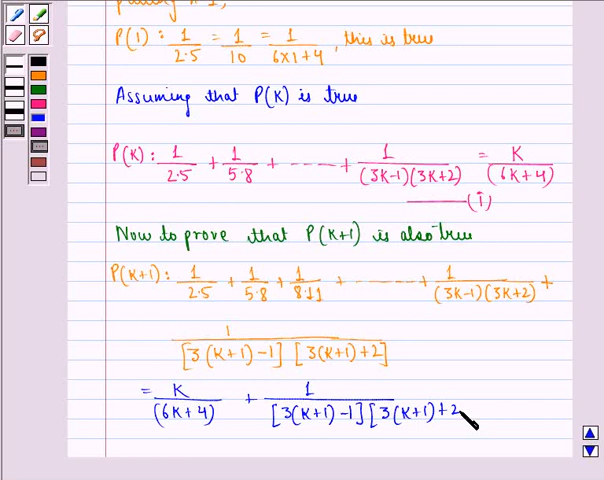 putting n=1,
P(1) : 1/2·5 = 1/10 = 1/6×1+4 , this is true
Assuming that P(K) is true
P(K) : 1/2·5 + 1/5·8 + ----- + 1/(3K-1)(3K+2) = K/(6K+4)
——(i)
Now to prove that P(K+1) is also true
P(K+1) : 1/2·5 + 1/5·8 + 1/8·11 + ------- + 1/(3K-1)(3K+2) +
1/[3(K+1)-1] [3(K+1)+2]
= K/(6K+4) + 1/[3(K+1)-1][3(K+1)+2